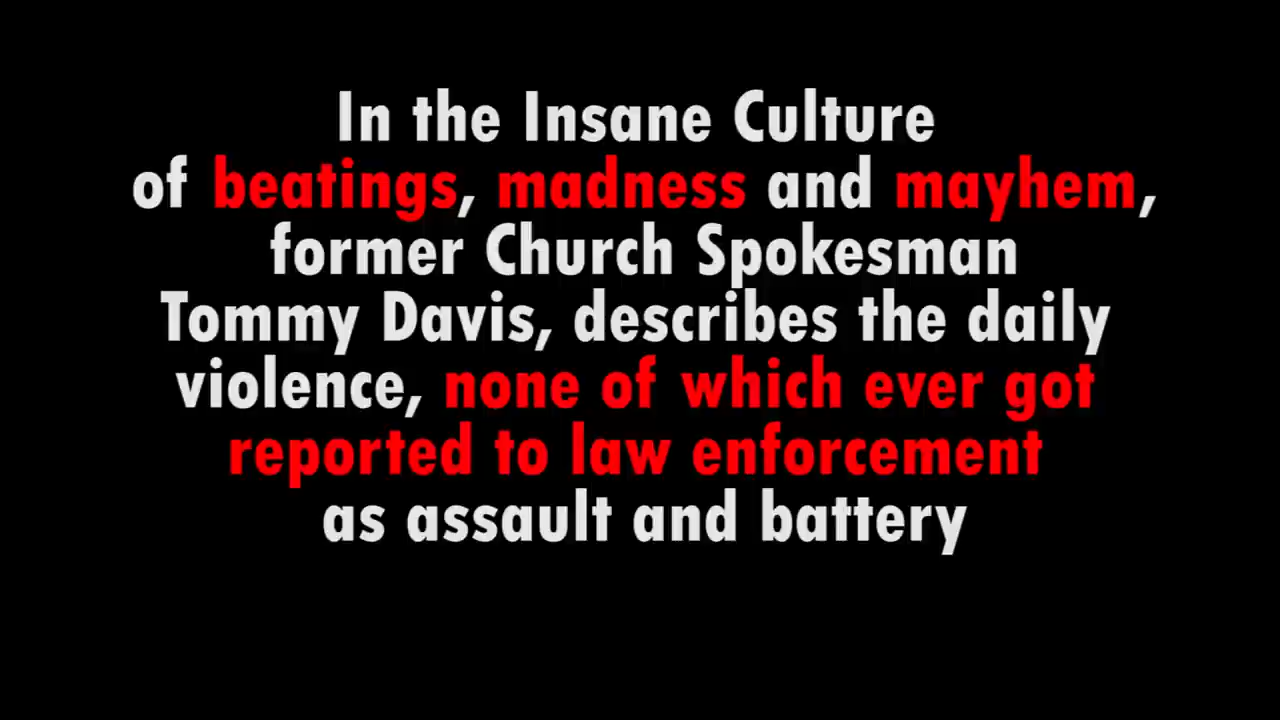 In the Insane Culture
of beatings, madness and mayhem,
former Church Spokesman
Tommy Davis, describes the daily
violence, none of which ever got
reported to law enforcement
as assault and battery